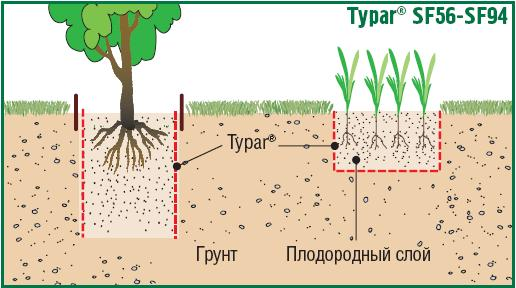 Typar® SF56-SF94
Typar®
Грунт
Плодородный слой